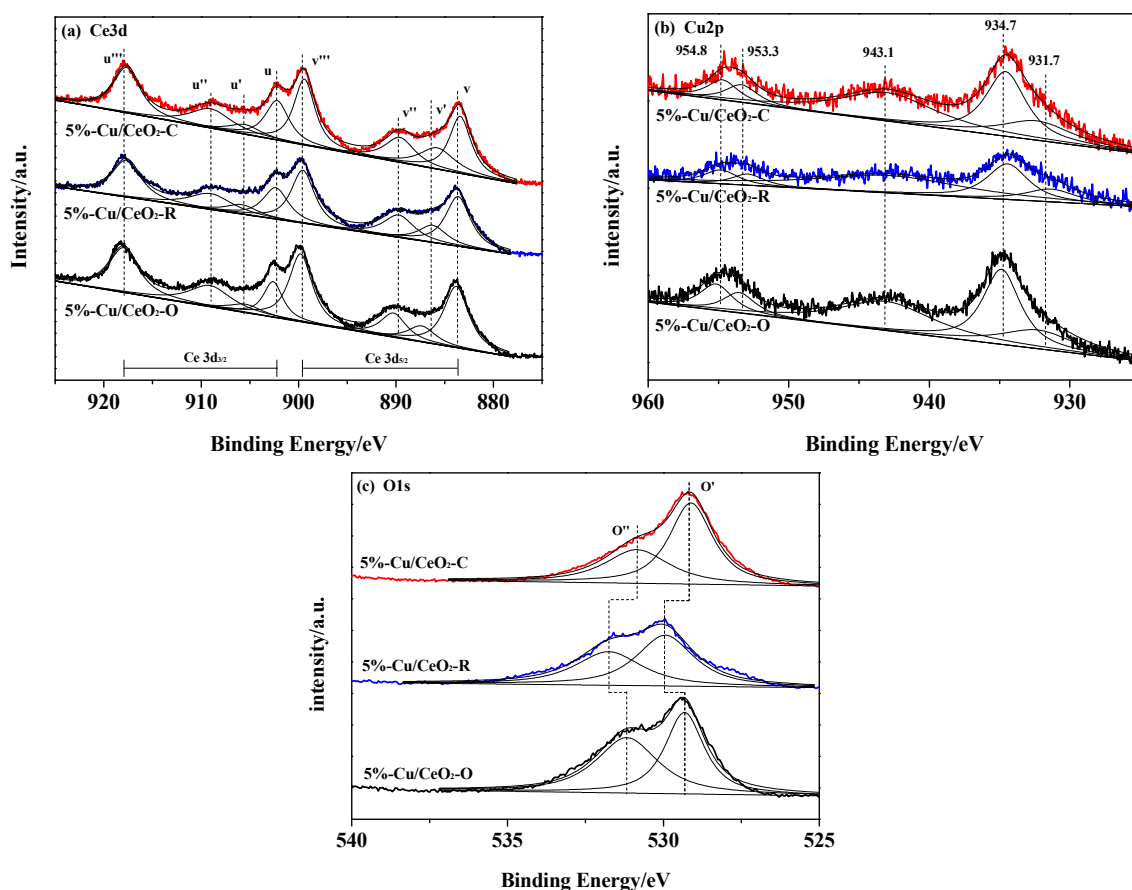 (a) Ce3d
u'''
u''
u'
u
v'''
v''
v'
v
5%-Cu/CeO₂-C
5%-Cu/CeO₂-R
5%-Cu/CeO₂-O
Ce 3d₃/₂
Ce 3d₅/₂
Intensity/a.u.
920 910 900 890 880
Binding Energy/eV
(b) Cu2p
954.8
953.3
943.1
934.7
931.7
5%-Cu/CeO₂-C
5%-Cu/CeO₂-R
5%-Cu/CeO₂-O
intensity/a.u.
960 950 940 930
Binding Energy/eV
(c) O1s
O''
O'
5%-Cu/CeO₂-C
5%-Cu/CeO₂-R
5%-Cu/CeO₂-O
intensity/a.u.
540 535 530 525
Binding Energy/eV